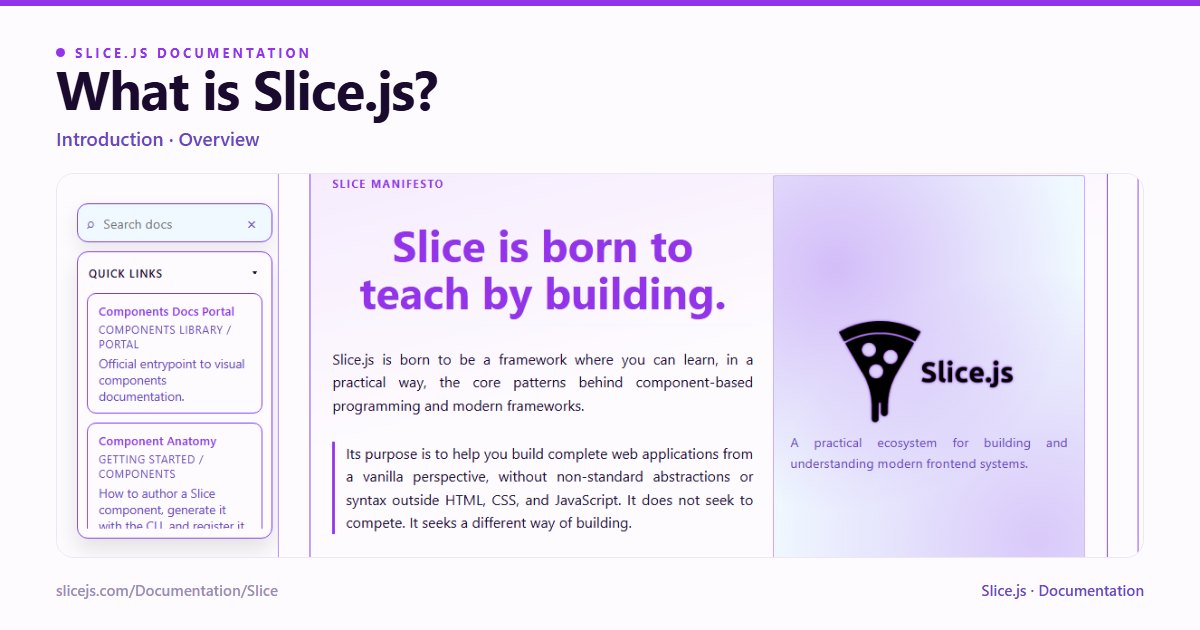 SLICE.JS DOCUMENTATION
What is Slice.js?
Introduction · Overview
Search docs
QUICK LINKS
Components Docs Portal
COMPONENTS LIBRARY /
PORTAL
Official entrypoint to visual
components
documentation.
Component Anatomy
GETTING STARTED /
COMPONENTS
How to author a Slice
component, generate it
with the CLI, and register it
SLICE MANIFESTO
Slice is born to
teach by building.
Slice.js is born to be a framework where you can learn, in a
practical way, the core patterns behind component-based
programming and modern frameworks.
Its purpose is to help you build complete web applications from
a vanilla perspective, without non-standard abstractions or
syntax outside HTML, CSS, and JavaScript. It does not seek to
compete. It seeks a different way of building.
Slice.js
A practical ecosystem for building and
understanding modern frontend systems.
slicejs.com/Documentation/Slice
Slice.js · Documentation